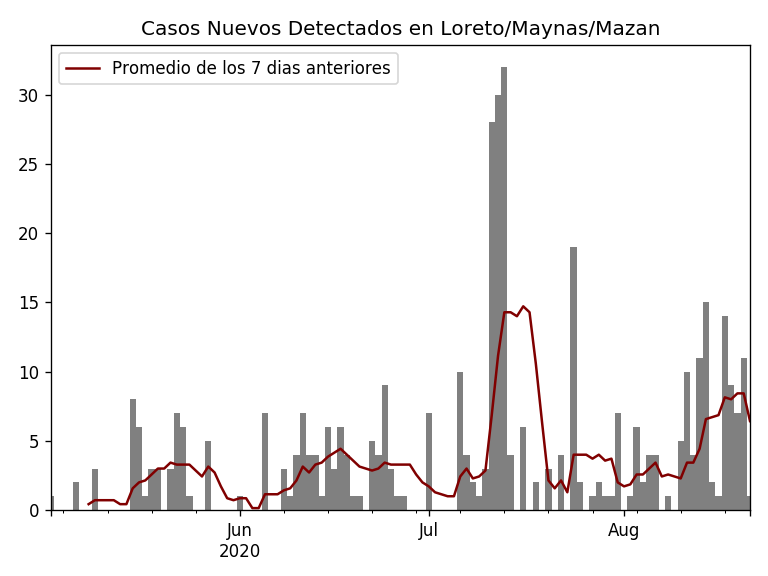 Casos Nuevos Detectados en Loreto/Maynas/Mazan
Promedio de los 7 dias anteriores
30
25
20
15
10
5
0
Jun
2020
Jul
Aug